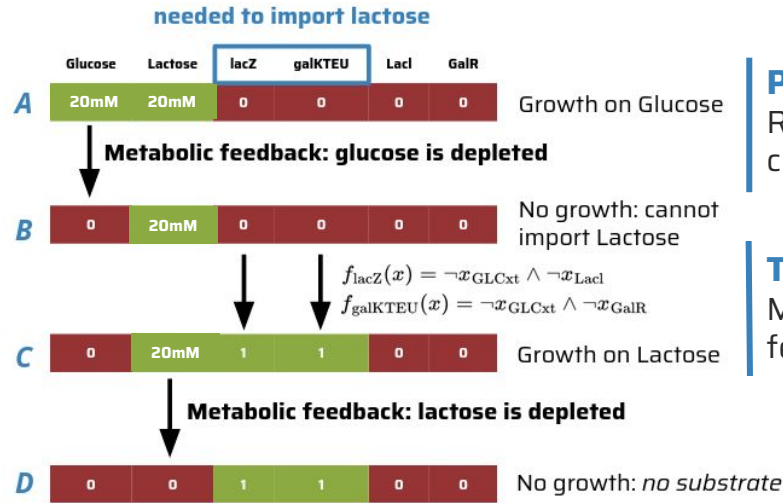 needed to import lactose
Glucose Lactose lacZ galKTEU LacI GalR
A 20mM 20mM 0 0 0 0 Growth on Glucose
Metabolic feedback: glucose is depleted
B 0 20mM 0 0 0 0 No growth: cannot
import Lactose
f_lacZ(x) = ¬x_GLCxt ∧ ¬x_LacI
f_galKTEU(x) = ¬x_GLCxt ∧ ¬x_GalR
C 0 20mM 1 1 0 0 Growth on Lactose
Metabolic feedback: lactose is depleted
D 0 0 1 1 0 0 No growth: no substrate